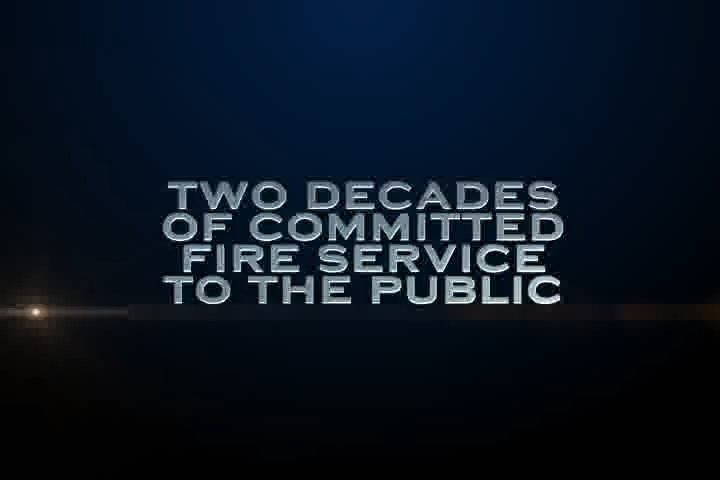 TWO DECADES
OF COMMITTED
FIRE SERVICE
TO THE PUBLIC